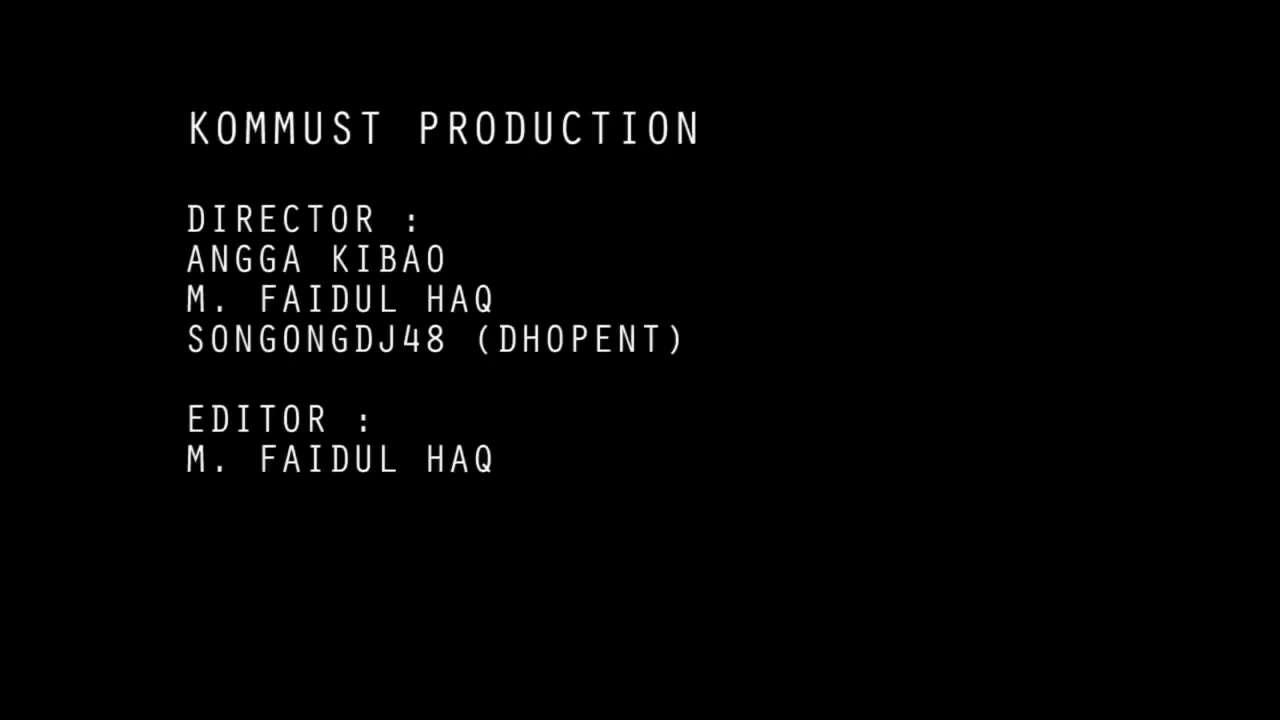 KOMMUST PRODUCTION
DIRECTOR :
ANGGA KIBAO
M. FAIDUL HAQ
SONGONGDJ48 (DHOPENT)
EDITOR :
M. FAIDUL HAQ